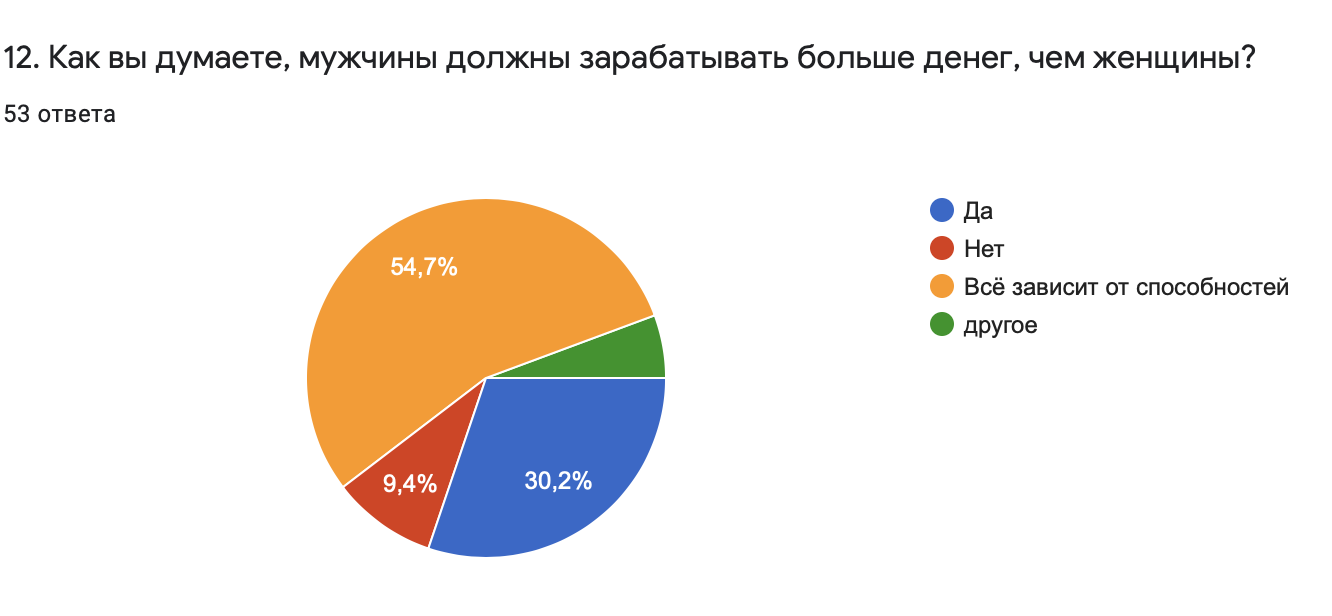 12. Как вы думаете, мужчины должны зарабатывать больше денег, чем женщины?
53 ответа
Да
Нет
Всё зависит от способностей
другое
54,7%
9,4%
30,2%